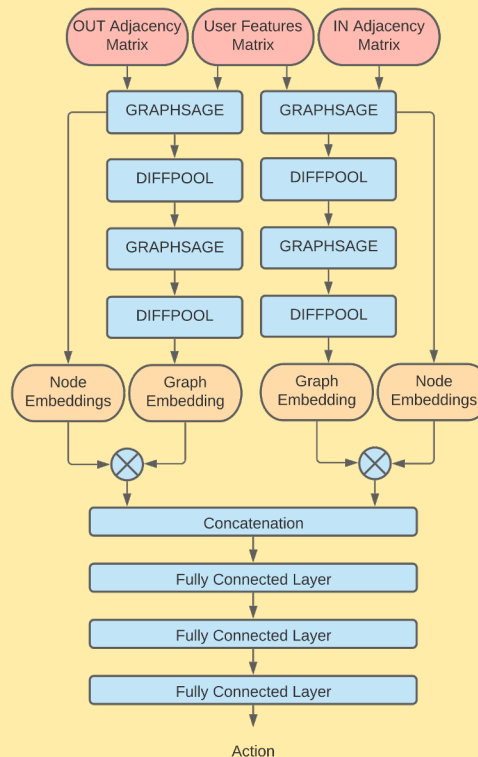 OUT Adjacency
Matrix
User Features
Matrix
IN Adjacency
Matrix
GRAPHSAGE
GRAPHSAGE
DIFFPOOL
DIFFPOOL
GRAPHSAGE
GRAPHSAGE
DIFFPOOL
DIFFPOOL
Node
Embeddings
Graph
Embedding
Graph
Embedding
Node
Embeddings
Concatenation
Fully Connected Layer
Fully Connected Layer
Fully Connected Layer
Action